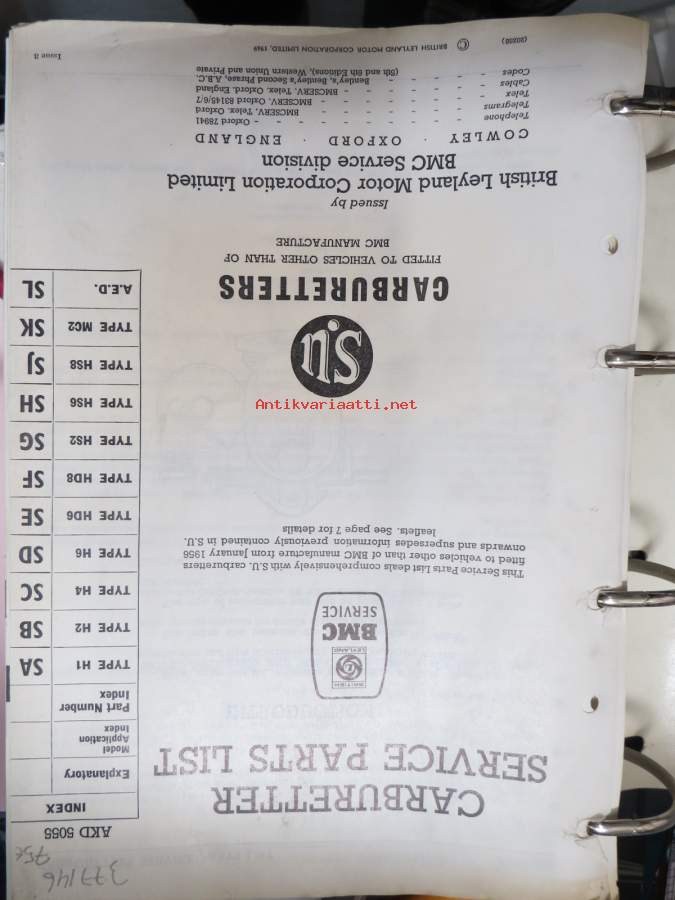 377146
75€
AKD 5055
CARBURETTER
SERVICE PARTS LIST
BRITISH
LEYLAND
BMC
SERVICE
This Service Parts List deals comprehensively with S.U. carburetters
fitted to vehicles other than of BMC manufacture from January 1956
onwards and supersedes information previously contained in S.U.
leaflets. See page 7 for details
Antikvariaatti.net
S.U
CARBURETTERS
FITTED TO VEHICLES OTHER THAN OF
BMC MANUFACTURE
Issued by
British Leyland Motor Corporation Limited
BMC Service division
COWLEY · OXFORD · ENGLAND
Telephone - - - - - - - Oxford 78941
Telegrams - - - - BMCSERV. Telex. Oxford
Telex - - - - - BMCSERV. Oxford 83145/6/7
Cables - - - BMCSERV. Telex. Oxford. England
Codes - - - Bentley's, Bentley's Second Phrase, A.B.C.
(5th and 6th Editions), Western Union and Private
INDEX
Explanatory
Model
Application
Index
Part Number
Index
TYPE H1 SA
TYPE H2 SB
TYPE H4 SC
TYPE H6 SD
TYPE HD6 SE
TYPE HD8 SF
TYPE HS2 SG
TYPE HS6 SH
TYPE HS8 SJ
TYPE MC2 SK
A.E.D. SL
(20258)
© BRITISH LEYLAND MOTOR CORPORATION LIMITED, 1969
Issue 3